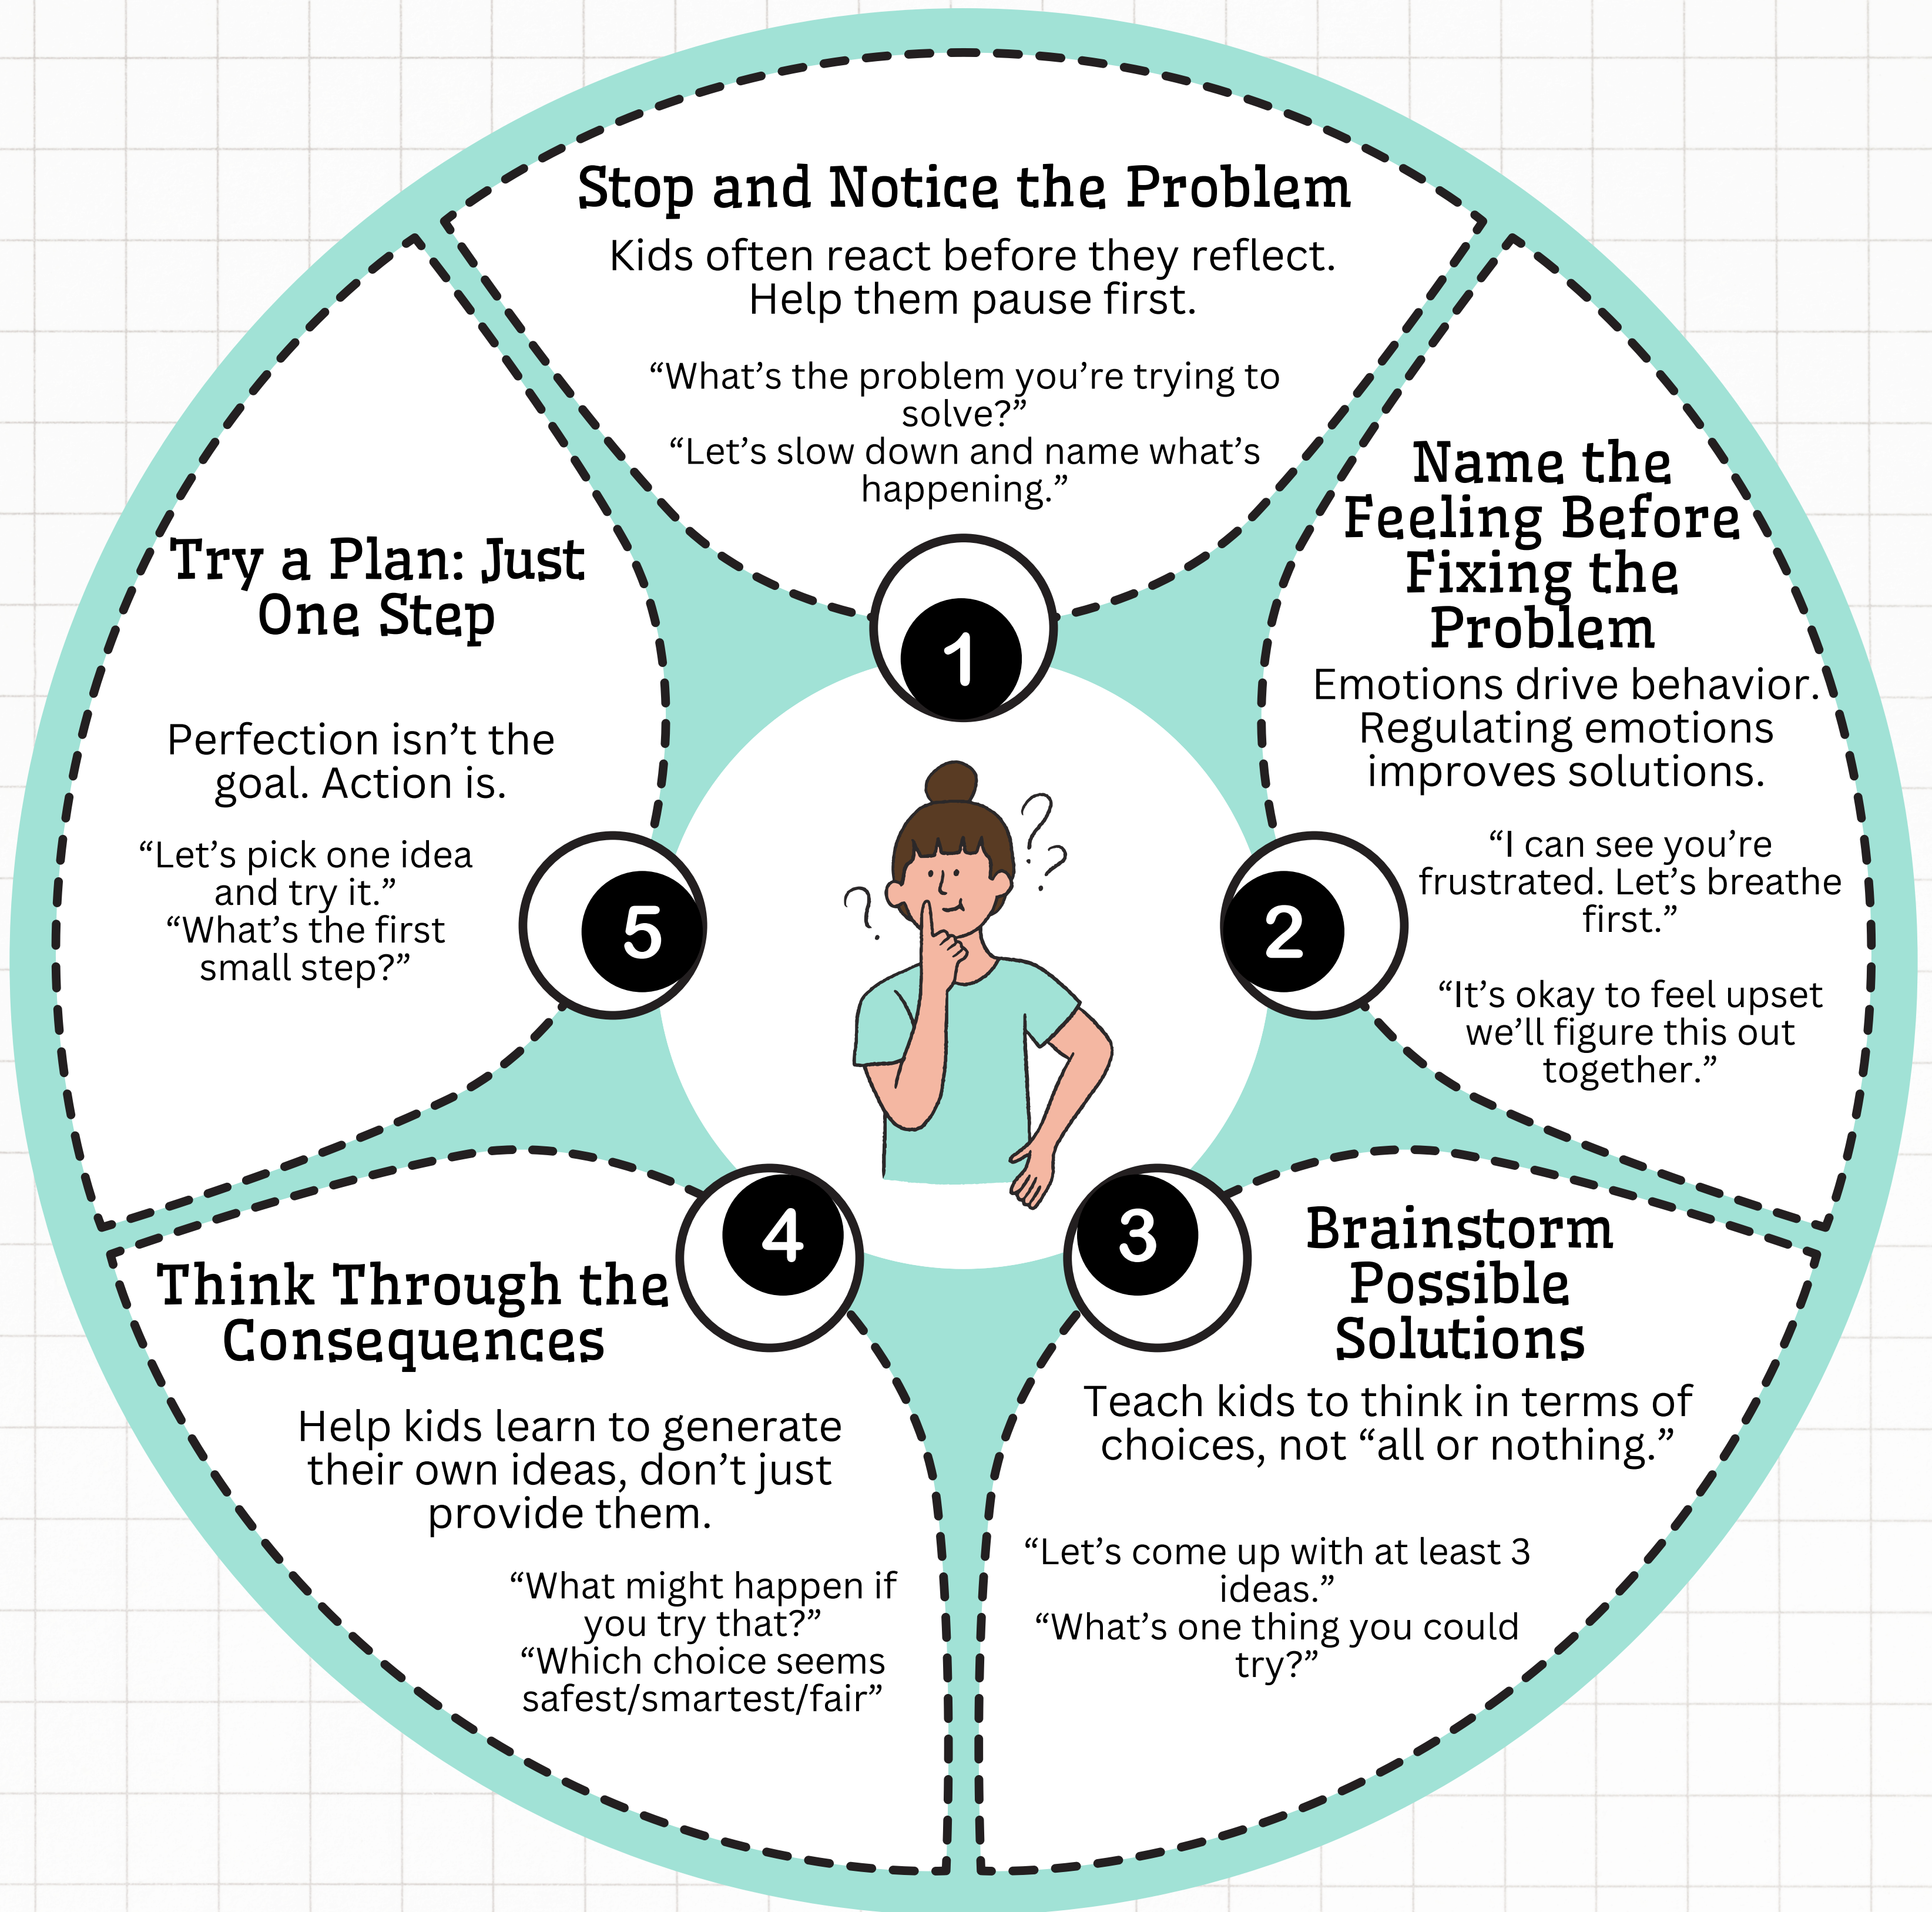 Stop and Notice the Problem
Kids often react before they reflect.
Help them pause first.
“What’s the problem you’re trying to
solve?”
“Let’s slow down and name what’s
happening.”
1
Name the
Feeling Before
Fixing the
Problem
Emotions drive behavior.
Regulating emotions
improves solutions.
“I can see you’re
frustrated. Let’s breathe
first.”
“It’s okay to feel upset
we’ll figure this out
together.”
2
Brainstorm
Possible
Solutions
Teach kids to think in terms of
choices, not “all or nothing.”
“Let’s come up with at least 3
ideas.”
“What’s one thing you could
try?”
3
Think Through the
Consequences
Help kids learn to generate
their own ideas, don’t just
provide them.
“What might happen if
you try that?”
“Which choice seems
safest/smartest/fair”
4
Try a Plan: Just
One Step
Perfection isn’t the
goal. Action is.
“Let’s pick one idea
and try it.”
“What’s the first
small step?”
5
? ? ?